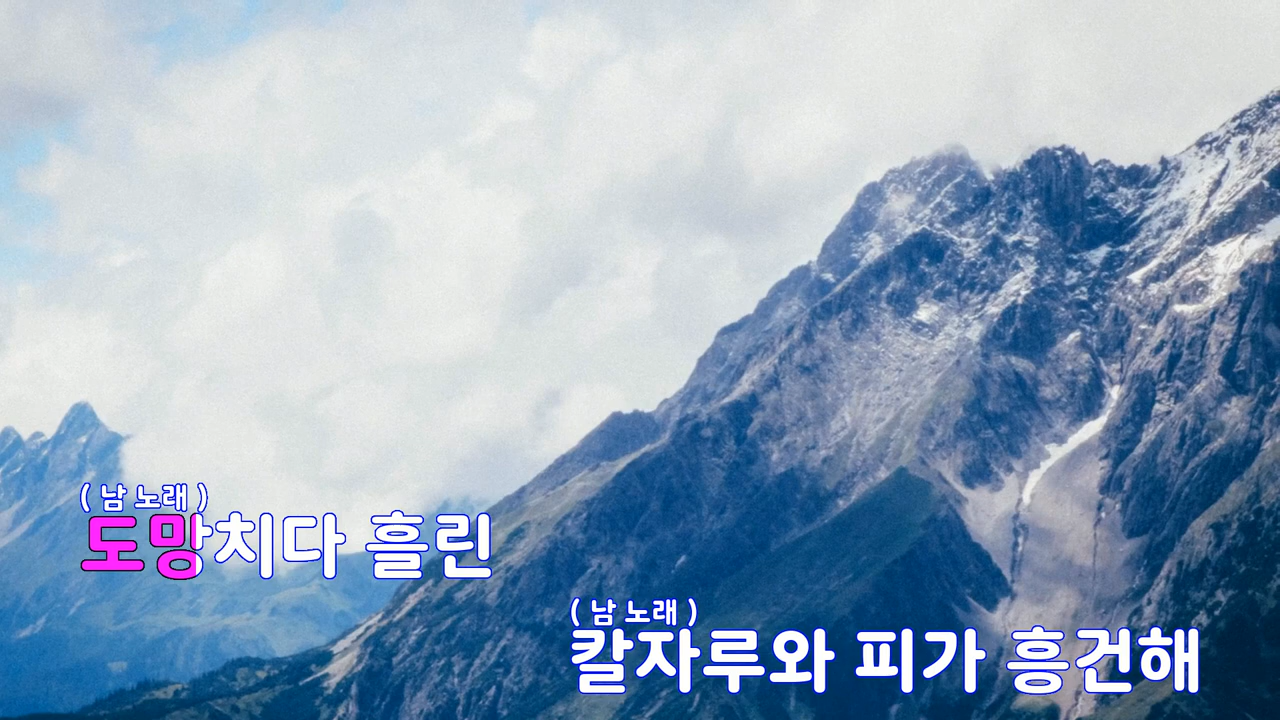 ( 남 노래 )
도망치다 흘린
( 남 노래 )
칼자루와 피가 흥건해